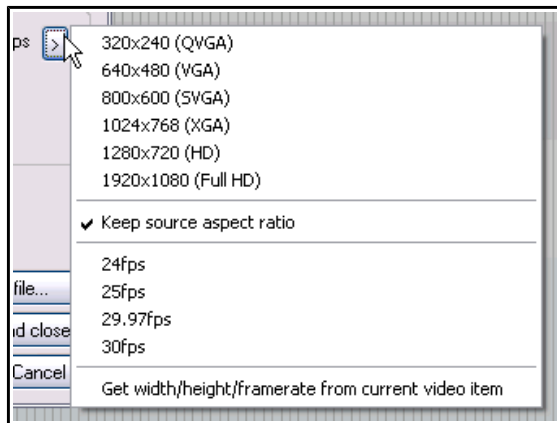 ps >
320x240 (QVGA)
640x480 (VGA)
800x600 (SVGA)
1024x768 (XGA)
1280x720 (HD)
1920x1080 (Full HD)
Keep source aspect ratio
24fps
25fps
29.97fps
30fps
file...
nd close
Cancel
Get width/height/framerate from current video item